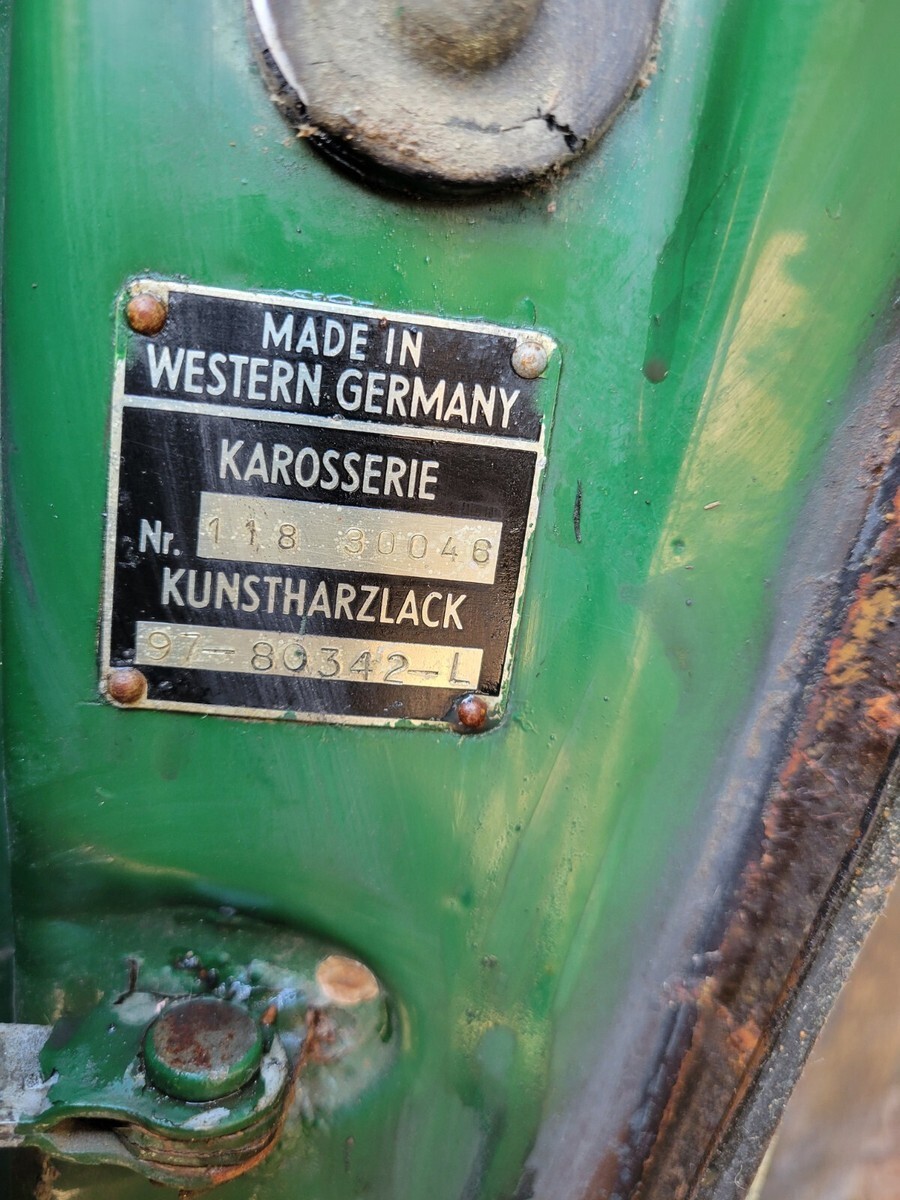 MADE IN
WESTERN GERMANY
KAROSSERIE
Nr. 118 30046
KUNSTHARZLACK
97-80342-L